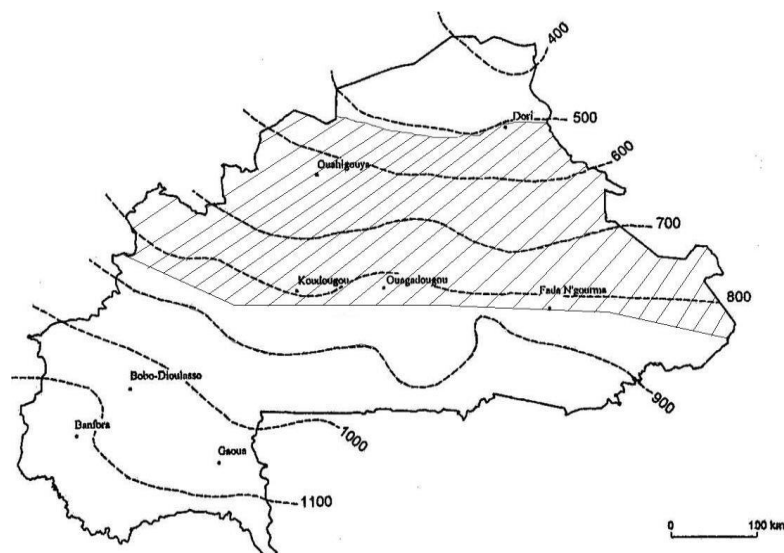 400
Dori
500
600
Ouahigouya
700
Koudougou
Ouagadougou
Fada N'gourma
800
Bobo-Dioulasso
900
Banfora
1000
Gaoua
1100
0
100 km